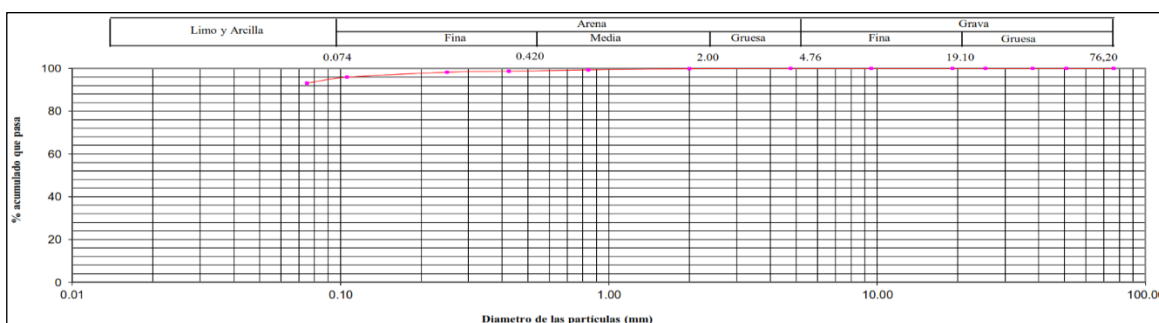 Limo y Arcilla Arena Grava
Fina Media Gruesa Fina Gruesa
0.074 0.420 2.00 4.76 19.10 76,20
100
80
60
40
20
0
0.01 0.10 1.00 10.00 100.00
% acumulado que pasa
Diametro de las partículas (mm)